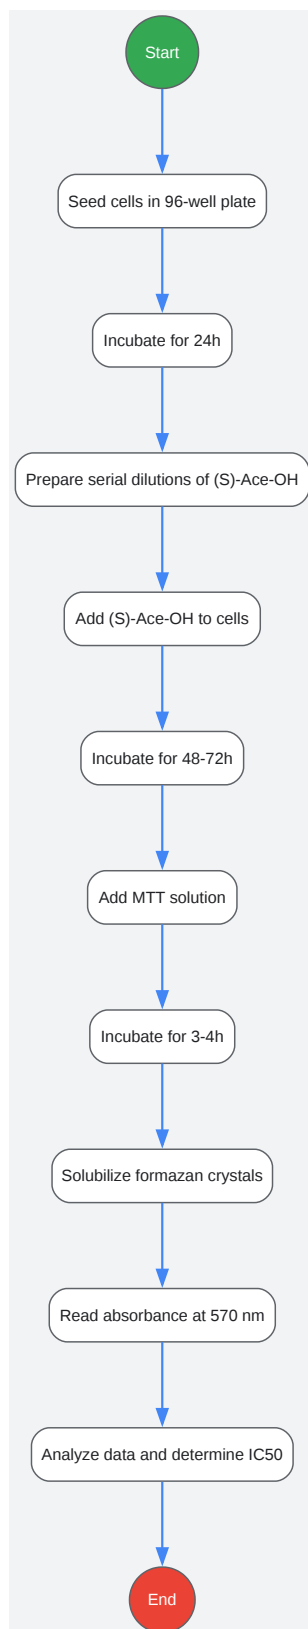 Start
Seed cells in 96-well plate
Incubate for 24h
Prepare serial dilutions of (S)-Ace-OH
Add (S)-Ace-OH to cells
Incubate for 48-72h
Add MTT solution
Incubate for 3-4h
Solubilize formazan crystals
Read absorbance at 570 nm
Analyze data and determine IC50
End